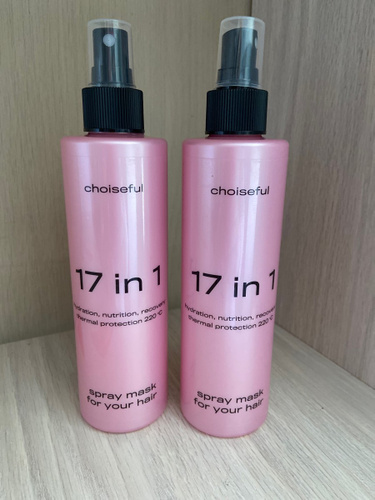 choiseful
17 in 1
hydration, nutrition, recovery
thermal protection 220°C
spray mask
for your hair
choiseful
17 in 1
hydration, nutrition, recovery
thermal protection 220°C
spray mask
for your hair